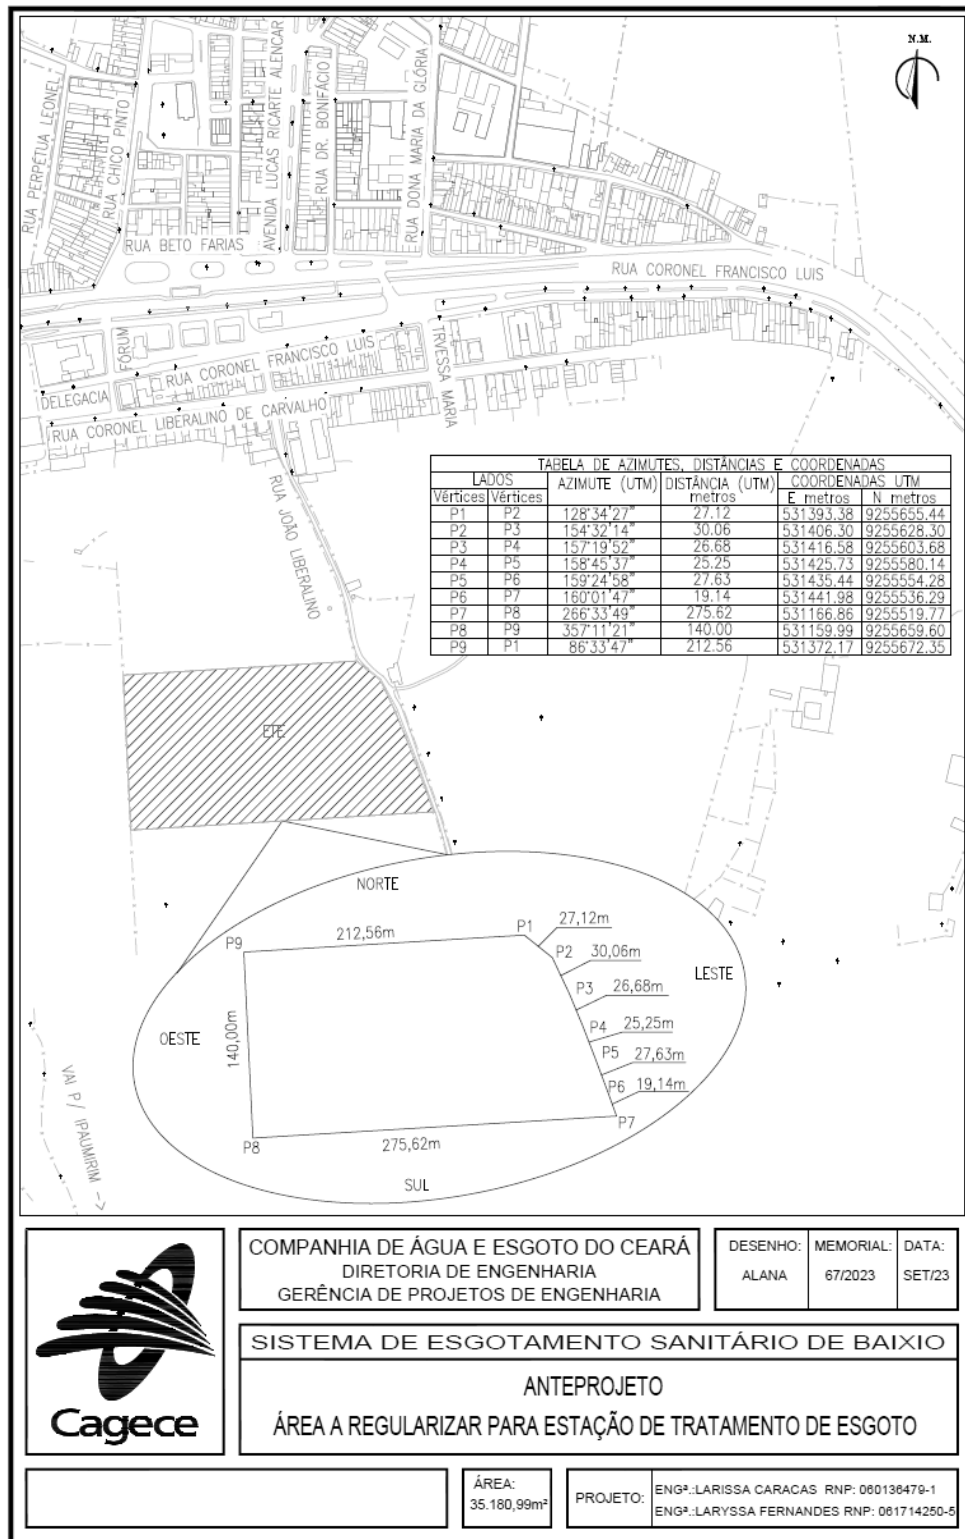 N.M.
RUA PERPÉTUA LEONEL
RUA CHICO PINTO
AVENIDA LUCAS RICARTE ALENCAR
RUA DR. BONIFÁCIO
RUA DONA MARIA DA GLÓRIA
RUA BETO FARIAS
RUA CORONEL FRANCISCO LUIS
FORUM
RUA CORONEL FRANCISCO LUIS
TRVESSA MARIA
DELEGACIA
RUA CORONEL LIBERALINO DE CARVALHO
RUA JOÃO LIBERALINO
TABELA DE AZIMUTES, DISTÂNCIAS E COORDENADAS
LADOS AZIMUTE (UTM) DISTÂNCIA (UTM) COORDENADAS UTM
Vértices Vértices metros E metros N metros
P1 P2 128°34'27" 27.12 531393.38 9255655.44
P2 P3 154°32'14" 30.06 531406.30 9255628.30
P3 P4 157°19'52" 26.68 531416.58 9255603.68
P4 P5 158°45'37" 25.25 531425.73 9255580.14
P5 P6 159°24'58" 27.63 531435.44 9255554.28
P6 P7 160°01'47" 19.14 531441.98 9255536.29
P7 P8 266°33'49" 275.62 531166.86 9255519.77
P8 P9 357°11'21" 140.00 531159.99 9255659.60
P9 P1 86°33'47" 212.56 531372.17 9255672.35
ETE
NORTE
P9 212,56m P1 27,12m
P2 30,06m
LESTE
P3 26,68m
P4 25,25m
OESTE
140,00m
P5 27,63m
P6 19,14m
P7
P8 275,62m
SUL
VAI P/ IPAUMIRIM
COMPANHIA DE ÁGUA E ESGOTO DO CEARÁ
DIRETORIA DE ENGENHARIA
GERÊNCIA DE PROJETOS DE ENGENHARIA
DESENHO: MEMORIAL: DATA:
ALANA 67/2023 SET/23
SISTEMA DE ESGOTAMENTO SANITÁRIO DE BAIXIO
ANTEPROJETO
ÁREA A REGULARIZAR PARA ESTAÇÃO DE TRATAMENTO DE ESGOTO
Cagece
ÁREA:
35.180,99m²
PROJETO:
ENGª.:LARISSA CARACAS RNP: 060136479-1
ENGª.:LARYSSA FERNANDES RNP: 061714250-5